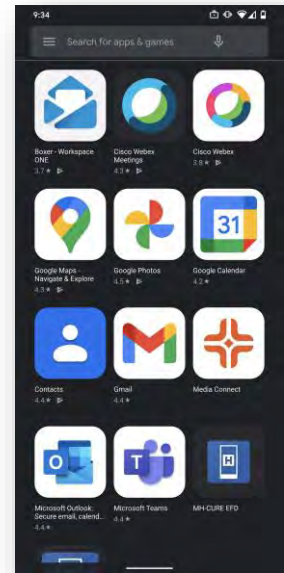 9:34
Search for apps & games
Boxer - Workspace
ONE
3.7★
Cisco Webex
Meetings
4.3★
Cisco Webex
3.8★
31
Google Maps -
Navigate & Explore
4.3★
Google Photos
4.5★
Google Calendar
4.2★
Contacts
4.4★
Gmail
4.4★
Media Connect
O
T
H
Microsoft Outlook:
Secure email, calend...
4.4★
Microsoft Teams
4.4★
MH-CURE EFD